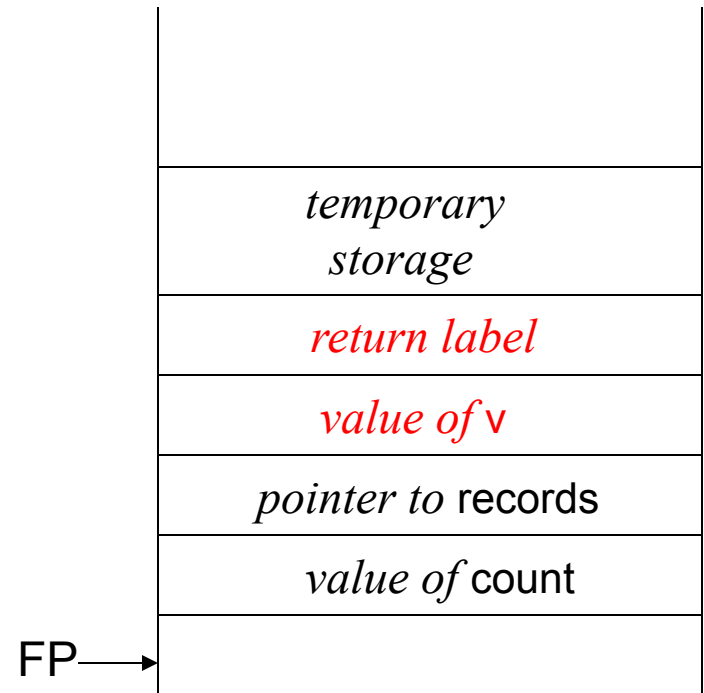 temporary
storage
return label
value of v
pointer to records
value of count
FP